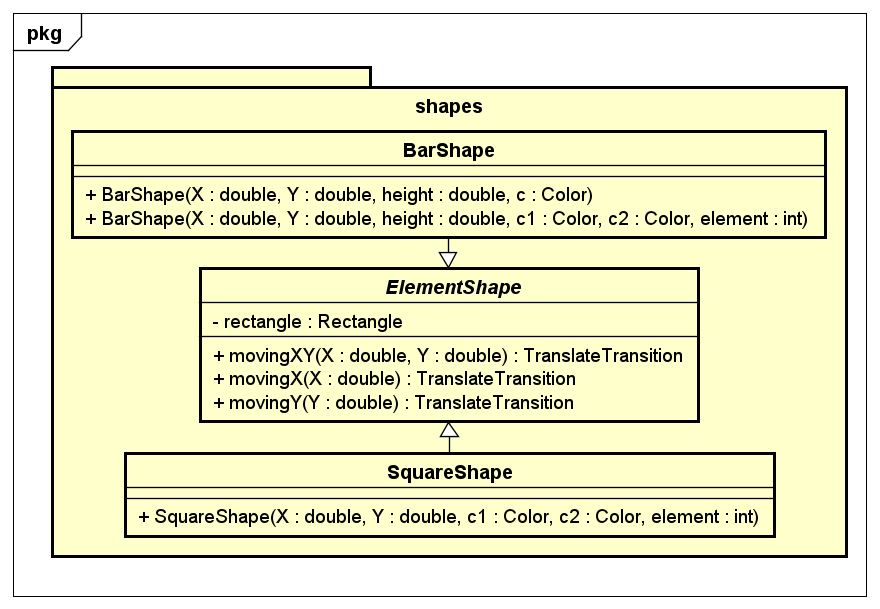 pkg
shapes
BarShape
+ BarShape(X : double, Y : double, height : double, c : Color)
+ BarShape(X : double, Y : double, height : double, c1 : Color, c2 : Color, element : int)
ElementShape
- rectangle : Rectangle
+ movingXY(X : double, Y : double) : TranslateTransition
+ movingX(X : double) : TranslateTransition
+ movingY(Y : double) : TranslateTransition
SquareShape
+ SquareShape(X : double, Y : double, c1 : Color, c2 : Color, element : int)